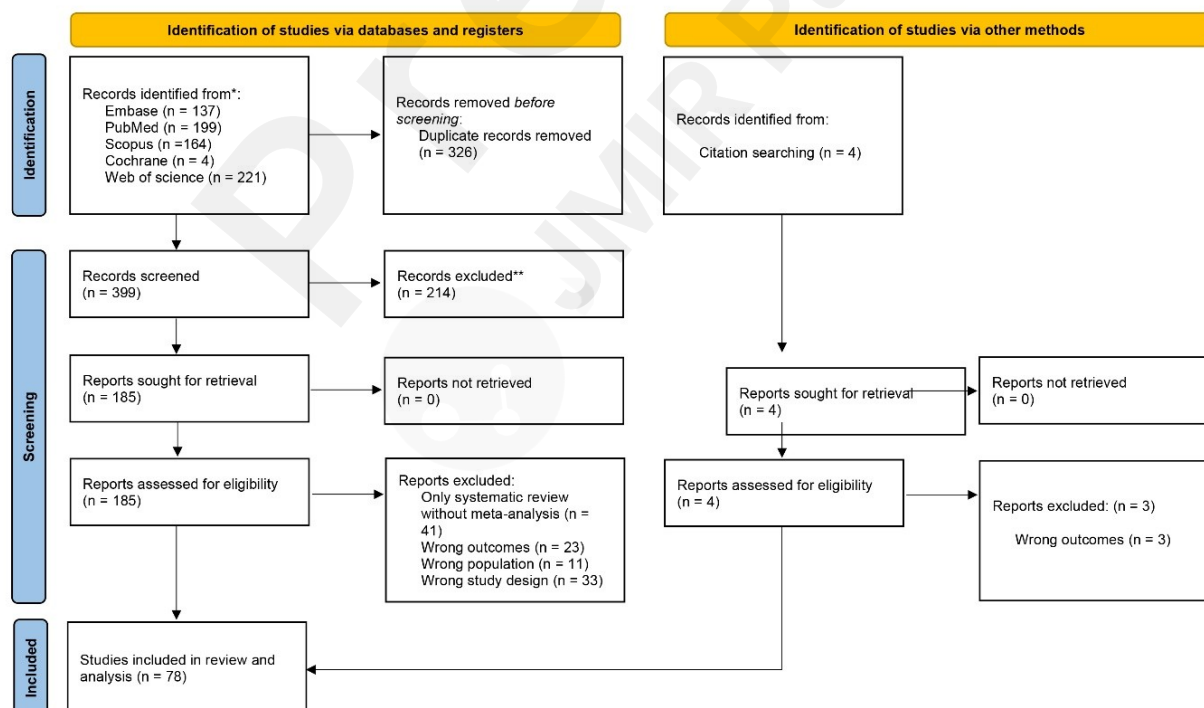 Identification of studies via databases and registers
Identification of studies via other methods
Identification
Records identified from*:
Embase (n = 137)
PubMed (n = 199)
Scopus (n =164)
Cochrane (n = 4)
Web of science (n = 221)
Records removed before
screening:
Duplicate records removed
(n = 326)
Records identified from:
Citation searching (n = 4)
Screening
Records screened
(n = 399)
Records excluded**
(n = 214)
Reports sought for retrieval
(n = 185)
Reports not retrieved
(n = 0)
Reports sought for retrieval
(n = 4)
Reports not retrieved
(n = 0)
Reports assessed for eligibility
(n = 185)
Reports excluded:
Only systematic review
without meta-analysis (n =
41)
Wrong outcomes (n = 23)
Wrong population (n = 11)
Wrong study design (n = 33)
Reports assessed for eligibility
(n = 4)
Reports excluded: (n = 3)
Wrong outcomes (n = 3)
Included
Studies included in review and
analysis (n = 78)
JMIR